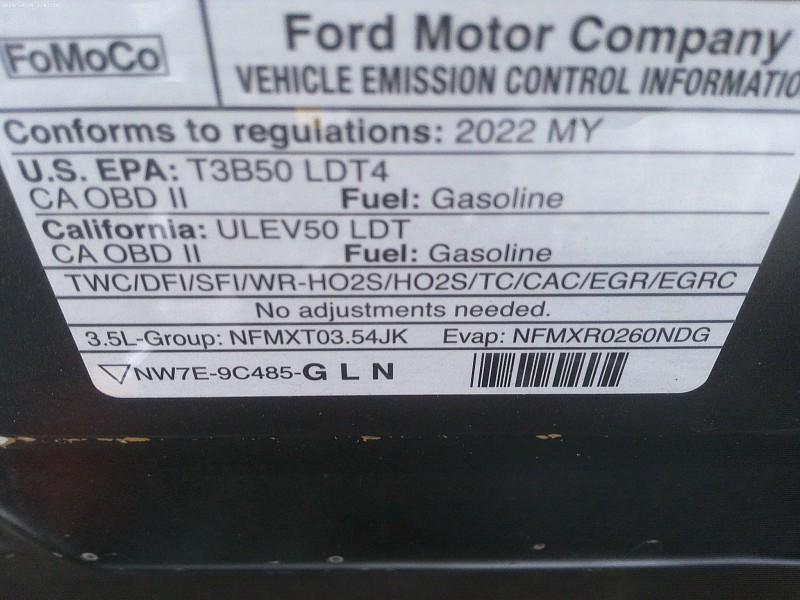 FoMoCo
Ford Motor Company
VEHICLE EMISSION CONTROL INFORMATIO
Conforms to regulations: 2022 MY
U.S. EPA: T3B50 LDT4
CA OBD II Fuel: Gasoline
California: ULEV50 LDT
CA OBD II Fuel: Gasoline
TWC/DFI/SFI/WR-HO2S/HO2S/TC/CAC/EGR/EGRC
No adjustments needed.
3.5L-Group: NFMXT03.54JK Evap: NFMXR0260NDG
NW7E-9C485-G L N